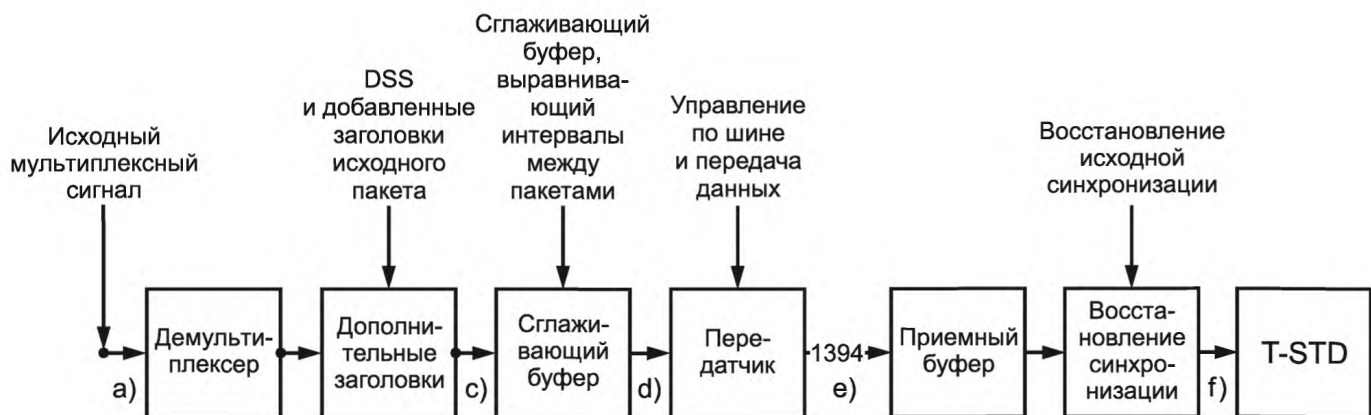 Исходный
мультиплексный
сигнал
DSS
и добавленные
заголовки
исходного
пакета
Сглаживающий
буфер,
выравнива-
ющий
интервалы
между
пакетами
Управление
по шине
и передача
данных
Восстановление
исходной
синхронизации
a)
Демульти-
плексер
Дополни-
тельные
заголовки
c)
Сглажи-
вающий
буфер
d)
Пере-
датчик
1394
e)
Приемный
буфер
Восста-
новление
синхро-
низации
f)
T-STD